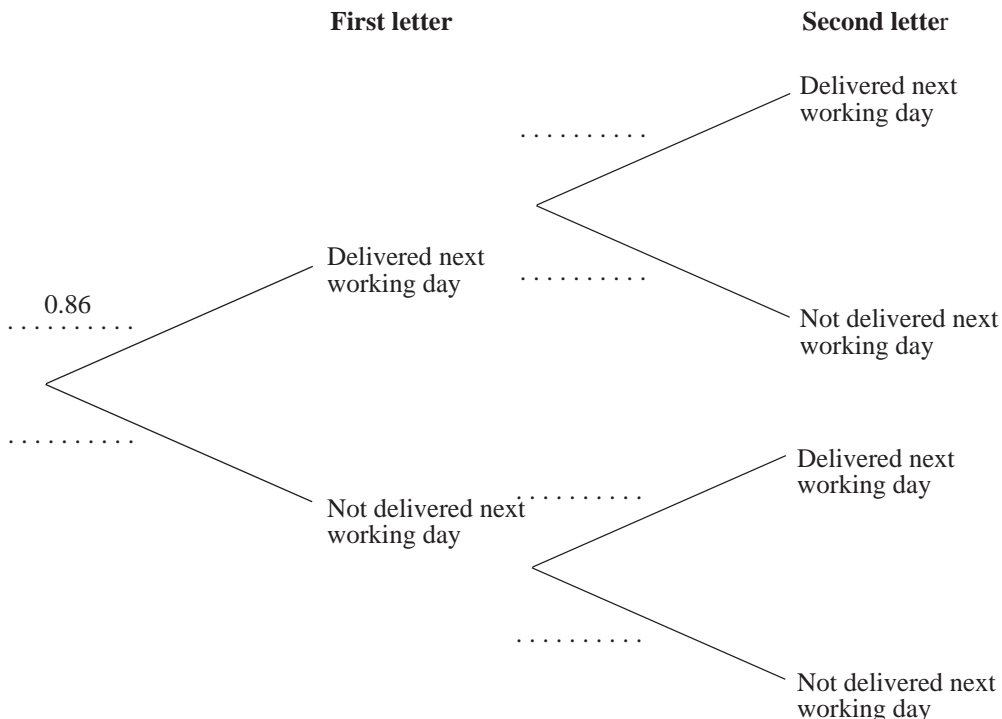 First letter
Second letter
Delivered next
working day
. . . . . . . . . .
Delivered next
working day
. . . . . . . . . .
0.86
. . . . . . . . . .
Not delivered next
working day
. . . . . . . . . .
Delivered next
working day
. . . . . . . . . .
Not delivered next
working day
. . . . . . . . . .
Not delivered next
working day